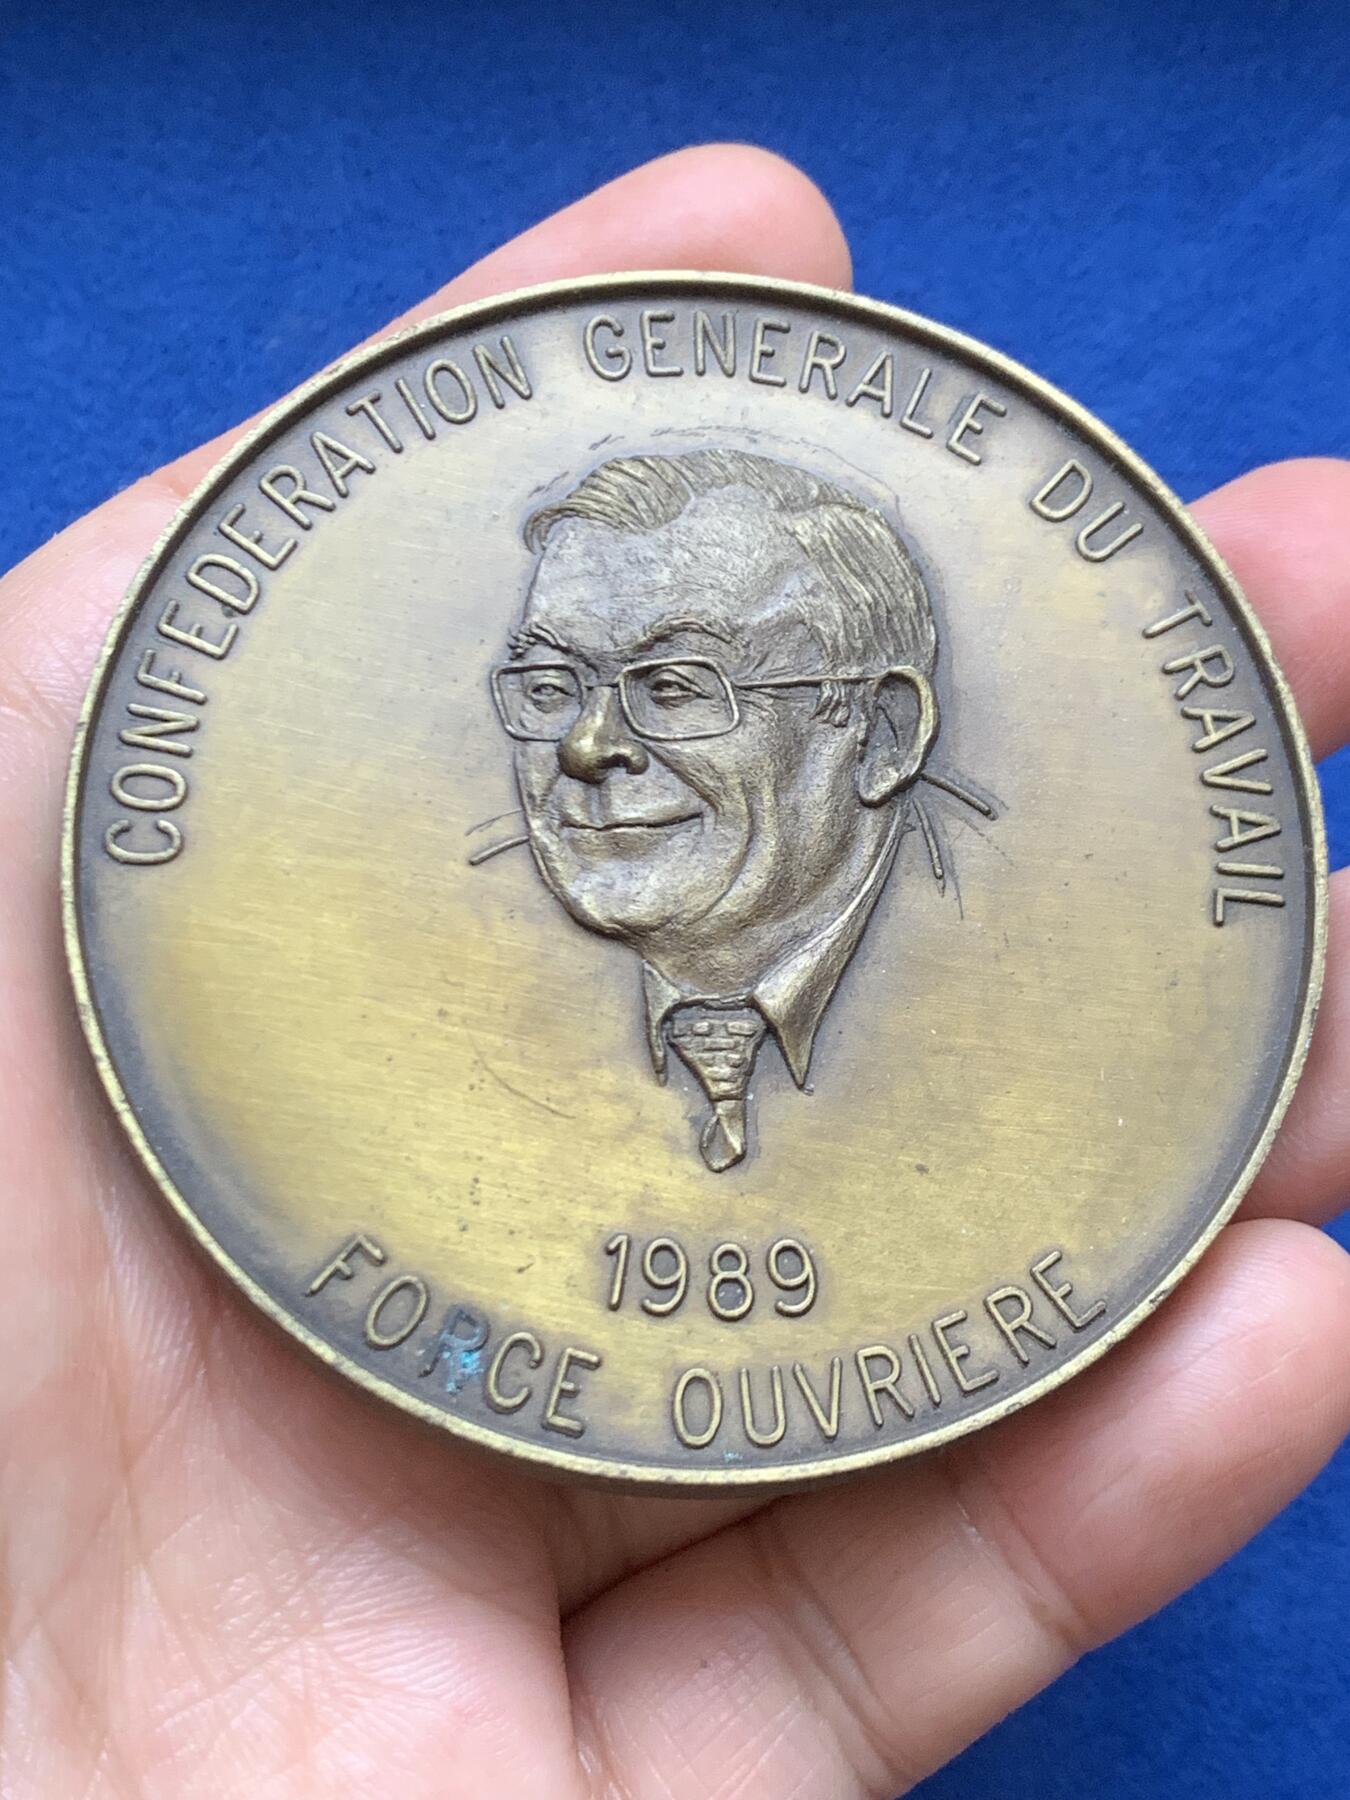 CONFEDERATION GENERALE DU TRAVAIL
1989
FORCE OUVRIERE